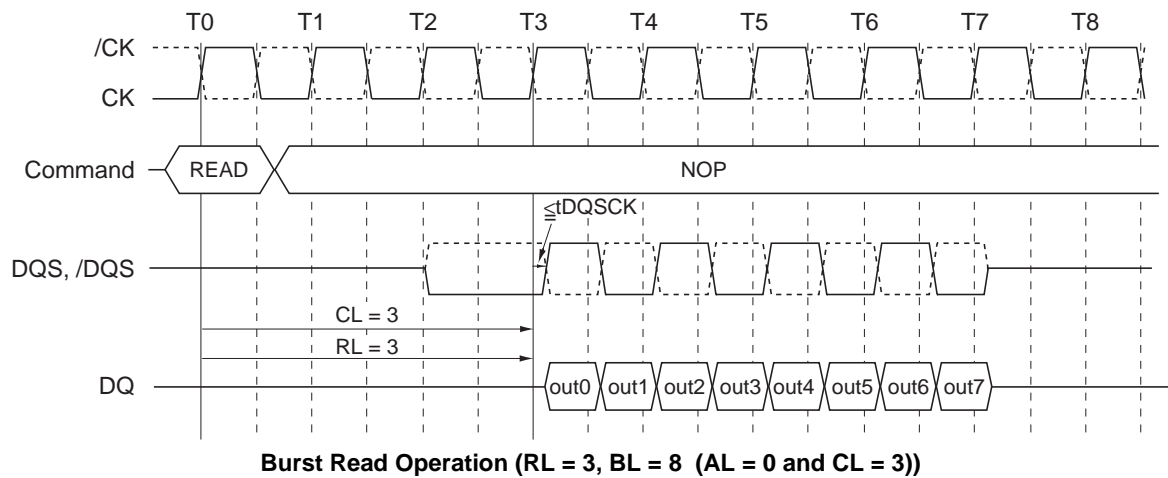 T0 T1 T2 T3 T4 T5 T6 T7 T8
/CK
CK
Command READ NOP
≦tDQSCK
DQS, /DQS
CL = 3
RL = 3
DQ out0 out1 out2 out3 out4 out5 out6 out7
Burst Read Operation (RL = 3, BL = 8 (AL = 0 and CL = 3))